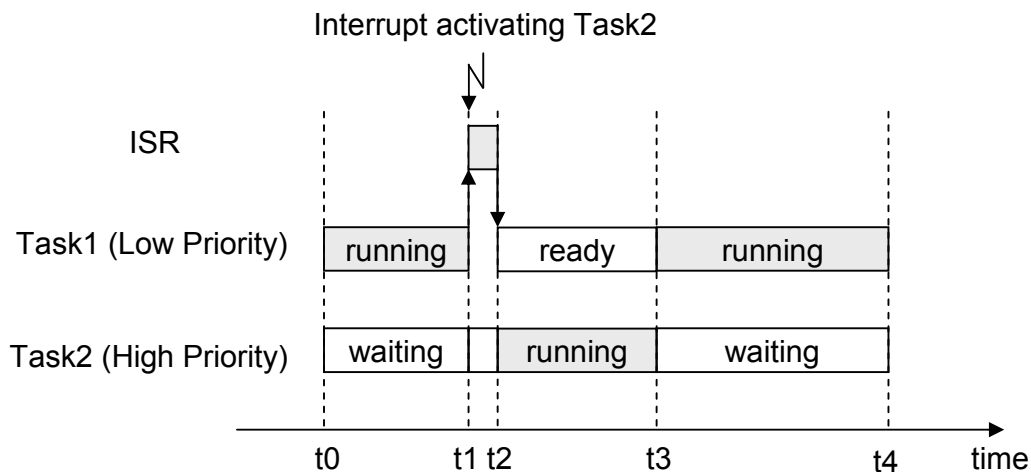 Interrupt activating Task2
ISR
Task1 (Low Priority)
running
ready
running
Task2 (High Priority)
waiting
running
waiting
t0
t1
t2
t3
t4
time